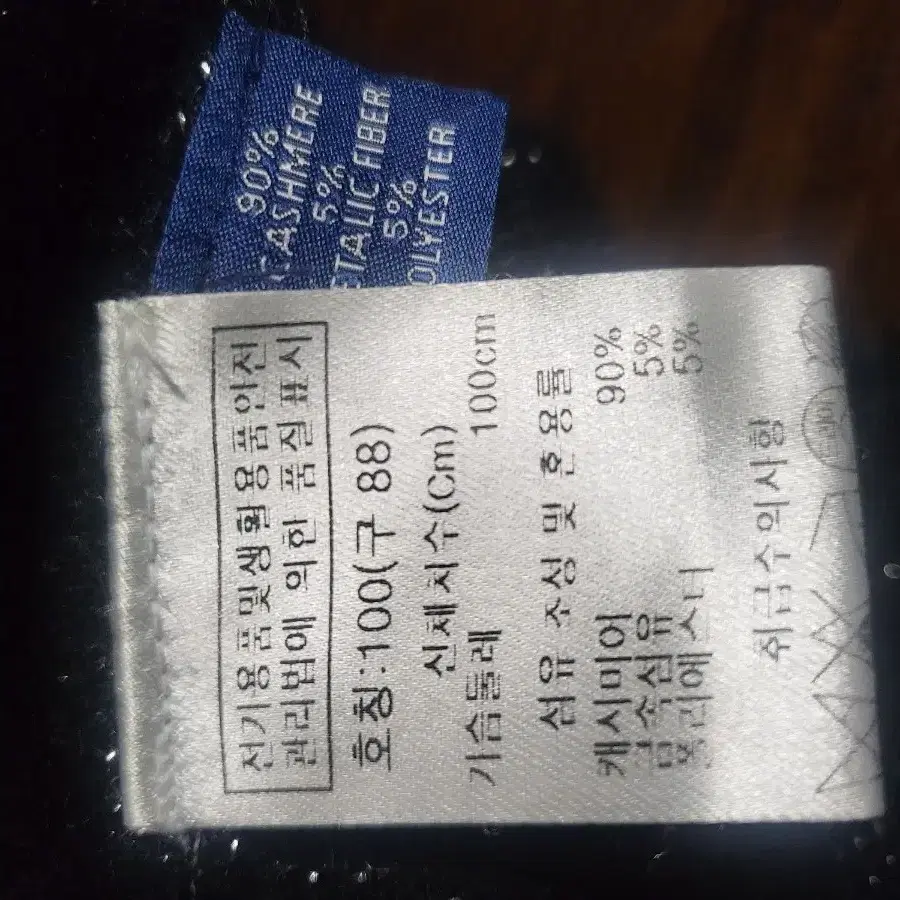 90%
CASHMERE
5%
ETALIC FIBER
5%
OLYESTER
전기용품및생활용품안전
관리법에 의한 품질표시
호칭:100(구 88)
신체치수(Cm)
가슴둘레 100cm
섬유 조성 및 혼용률
캐시미어 90%
금속섬유 5%
폴리에스터 5%
취급주의사항